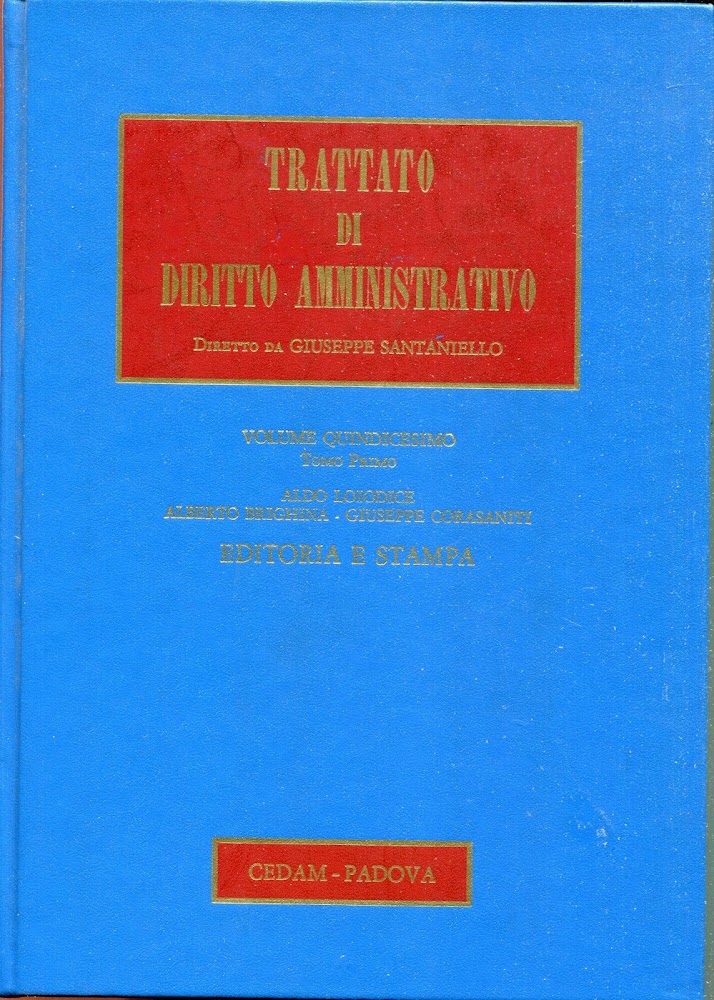 TRATTATO
DI
DIRITTO AMMINISTRATIVO
DIRETTO DA GIUSEPPE SANTANIELLO
VOLUME QUINDICESIMO
TOMO PRIMO
ALDO LOIODICE
ALBERTO BRIGHINA - GIUSEPPE CORASANITI
EDITORIA E STAMPA
CEDAM - PADOVA